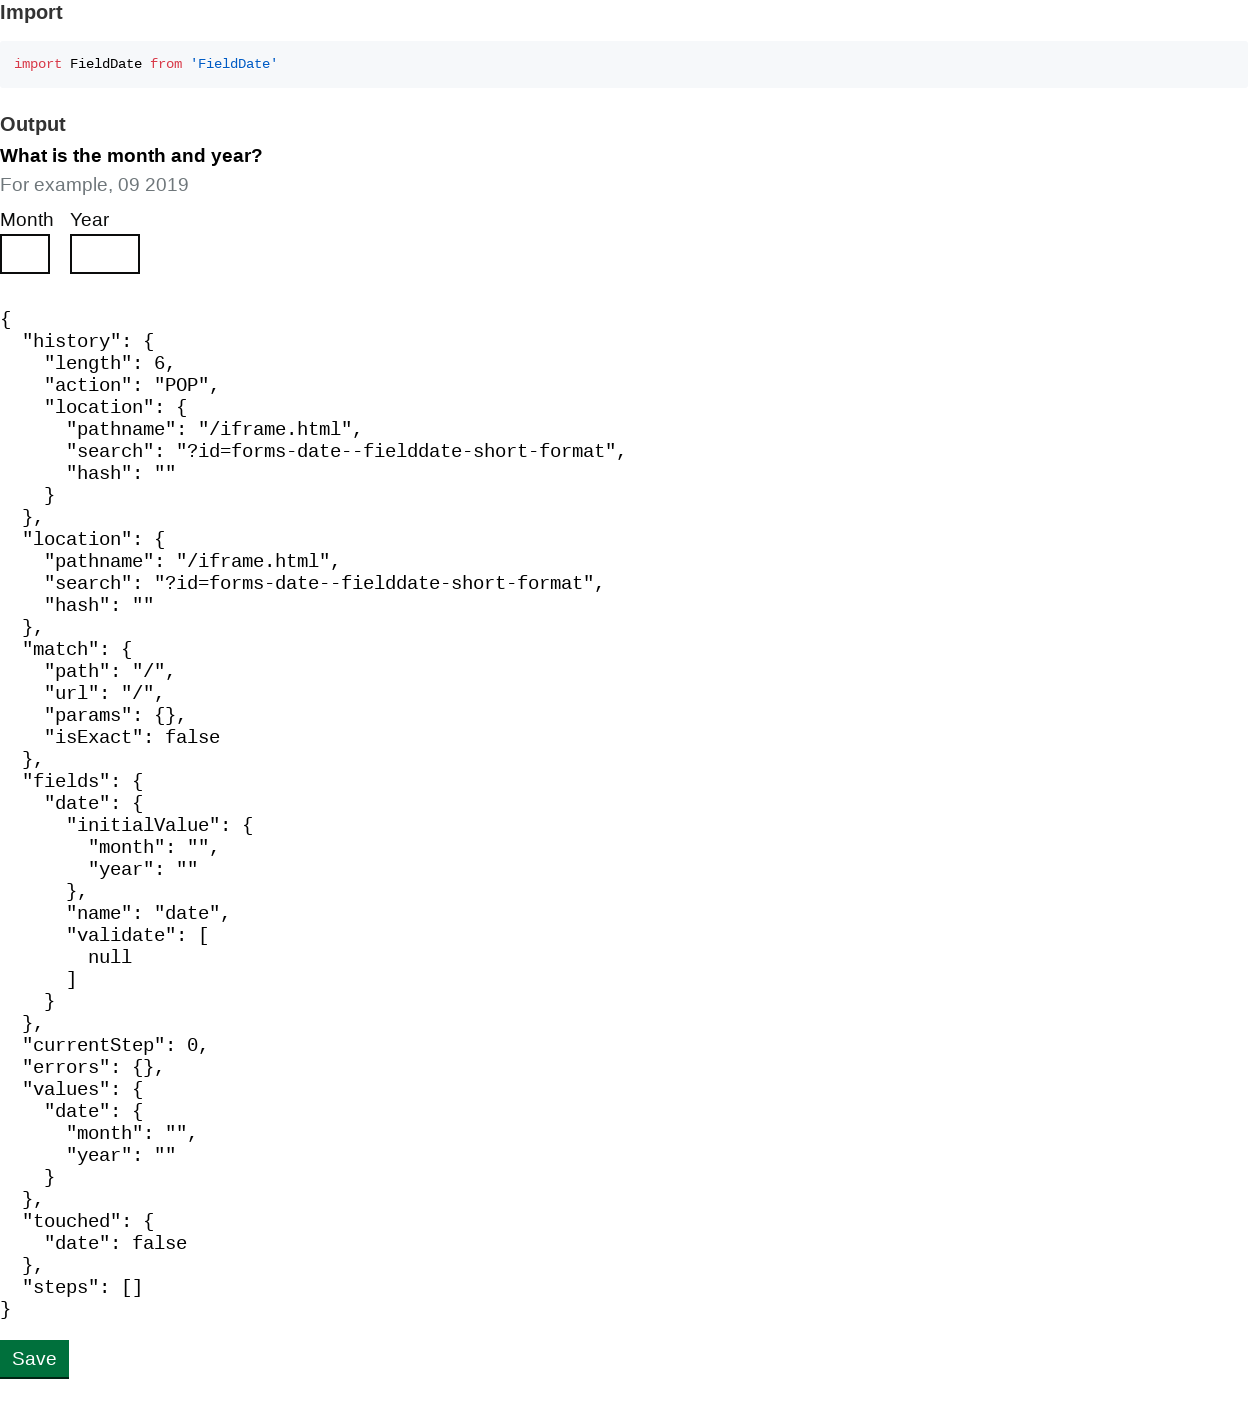 Import
import FieldDate from 'FieldDate'
Output
What is the month and year?
For example, 09 2019
Month Year
{
  "history": {
    "length": 6,
    "action": "POP",
    "location": {
      "pathname": "/iframe.html",
      "search": "?id=forms-date--fielddate-short-format",
      "hash": ""
    }
  },
  "location": {
    "pathname": "/iframe.html",
    "search": "?id=forms-date--fielddate-short-format",
    "hash": ""
  },
  "match": {
    "path": "/",
    "url": "/",
    "params": {},
    "isExact": false
  },
  "fields": {
    "date": {
      "initialValue": {
        "month": "",
        "year": ""
      },
      "name": "date",
      "validate": [
        null
      ]
    }
  },
  "currentStep": 0,
  "errors": {},
  "values": {
    "date": {
      "month": "",
      "year": ""
    }
  },
  "touched": {
    "date": false
  },
  "steps": []
}
Save